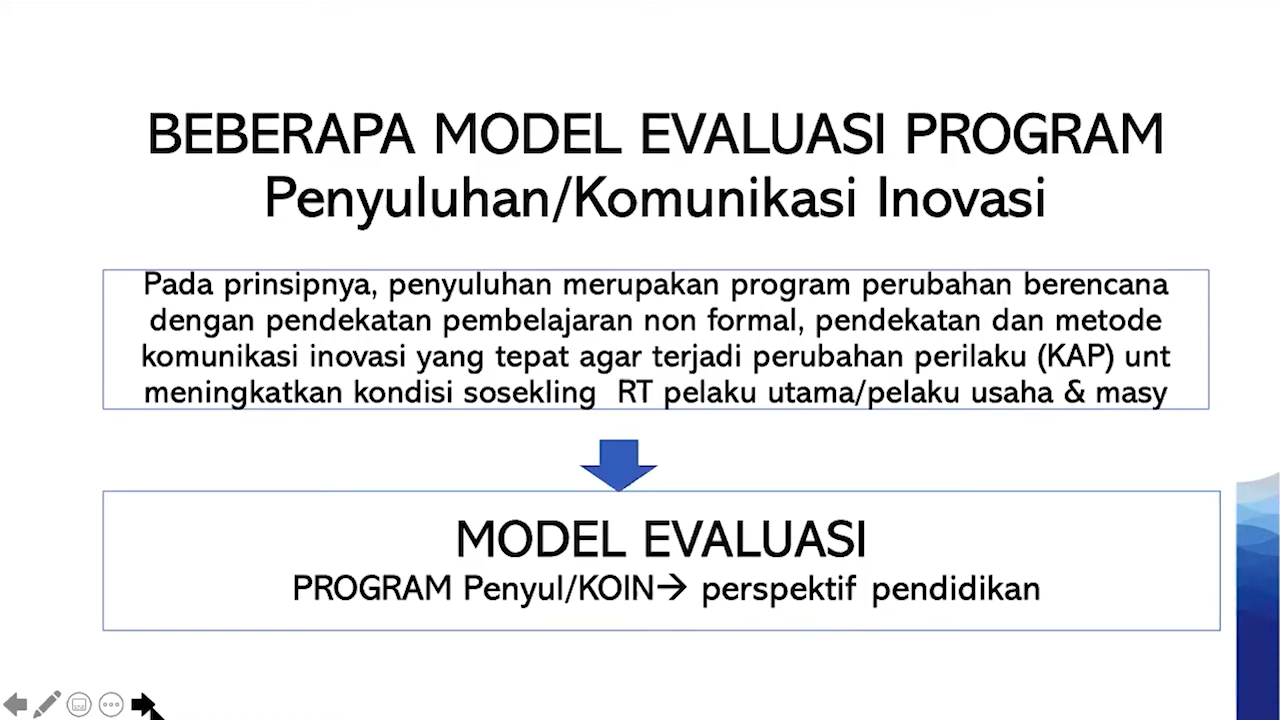 BEBERAPA MODEL EVALUASI PROGRAM
Penyuluhan/Komunikasi Inovasi
Pada prinsipnya, penyuluhan merupakan program perubahan berencana
dengan pendekatan pembelajaran non formal, pendekatan dan metode
komunikasi inovasi yang tepat agar terjadi perubahan perilaku (KAP) unt
meningkatkan kondisi sosekling RT pelaku utama/pelaku usaha & masy
MODEL EVALUASI
PROGRAM Penyul/KOIN→ perspektif pendidikan